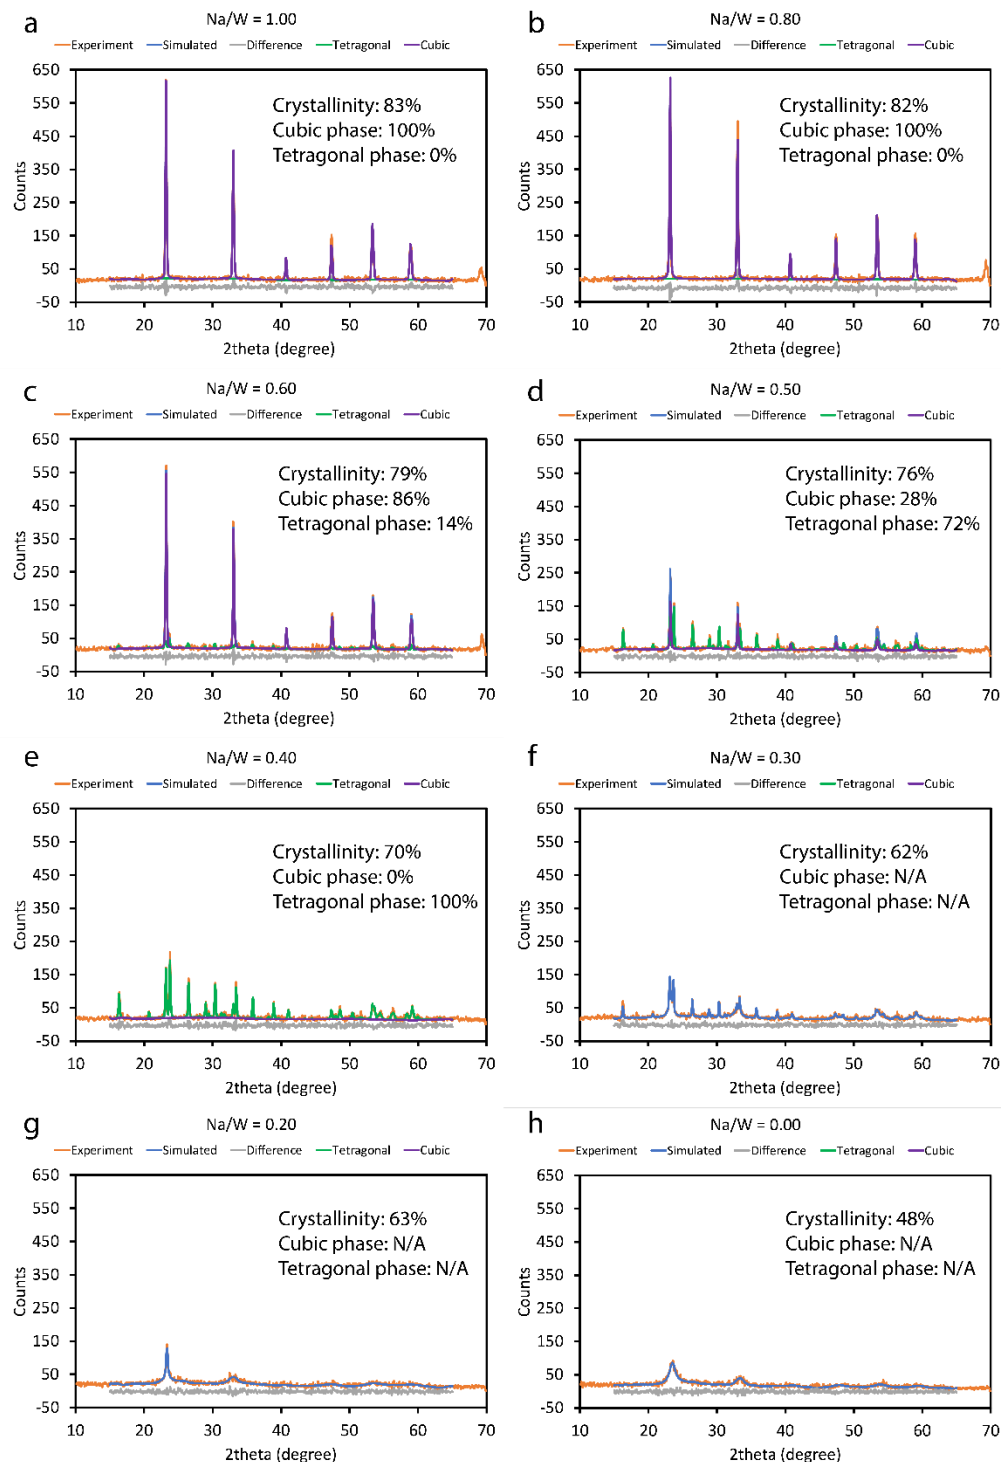 a
Na/W = 1.00
Experiment Simulated Difference Tetragonal Cubic
650
550
450
350
250
150
50
-50
Counts
Crystallinity: 83%
Cubic phase: 100%
Tetragonal phase: 0%
10 20 30 40 50 60 70
2theta (degree)
b
Na/W = 0.80
Experiment Simulated Difference Tetragonal Cubic
650
550
450
350
250
150
50
-50
Counts
Crystallinity: 82%
Cubic phase: 100%
Tetragonal phase: 0%
10 20 30 40 50 60 70
2theta (degree)
c
Na/W = 0.60
Experiment Simulated Difference Tetragonal Cubic
650
550
450
350
250
150
50
-50
Counts
Crystallinity: 79%
Cubic phase: 86%
Tetragonal phase: 14%
10 20 30 40 50 60 70
2theta (degree)
d
Na/W = 0.50
Experiment Simulated Difference Tetragonal Cubic
650
550
450
350
250
150
50
-50
Counts
Crystallinity: 76%
Cubic phase: 28%
Tetragonal phase: 72%
10 20 30 40 50 60 70
2theta (degree)
e
Na/W = 0.40
Experiment Simulated Difference Tetragonal Cubic
650
550
450
350
250
150
50
-50
Counts
Crystallinity: 70%
Cubic phase: 0%
Tetragonal phase: 100%
10 20 30 40 50 60 70
2theta (degree)
f
Na/W = 0.30
Experiment Simulated Difference Tetragonal Cubic
650
550
450
350
250
150
50
-50
Counts
Crystallinity: 62%
Cubic phase: N/A
Tetragonal phase: N/A
10 20 30 40 50 60 70
2theta (degree)
g
Na/W = 0.20
Experiment Simulated Difference Tetragonal Cubic
650
550
450
350
250
150
50
-50
Counts
Crystallinity: 63%
Cubic phase: N/A
Tetragonal phase: N/A
10 20 30 40 50 60 70
2theta (degree)
h
Na/W = 0.00
Experiment Simulated Difference Tetragonal Cubic
650
550
450
350
250
150
50
-50
Counts
Crystallinity: 48%
Cubic phase: N/A
Tetragonal phase: N/A
10 20 30 40 50 60 70
2theta (degree)